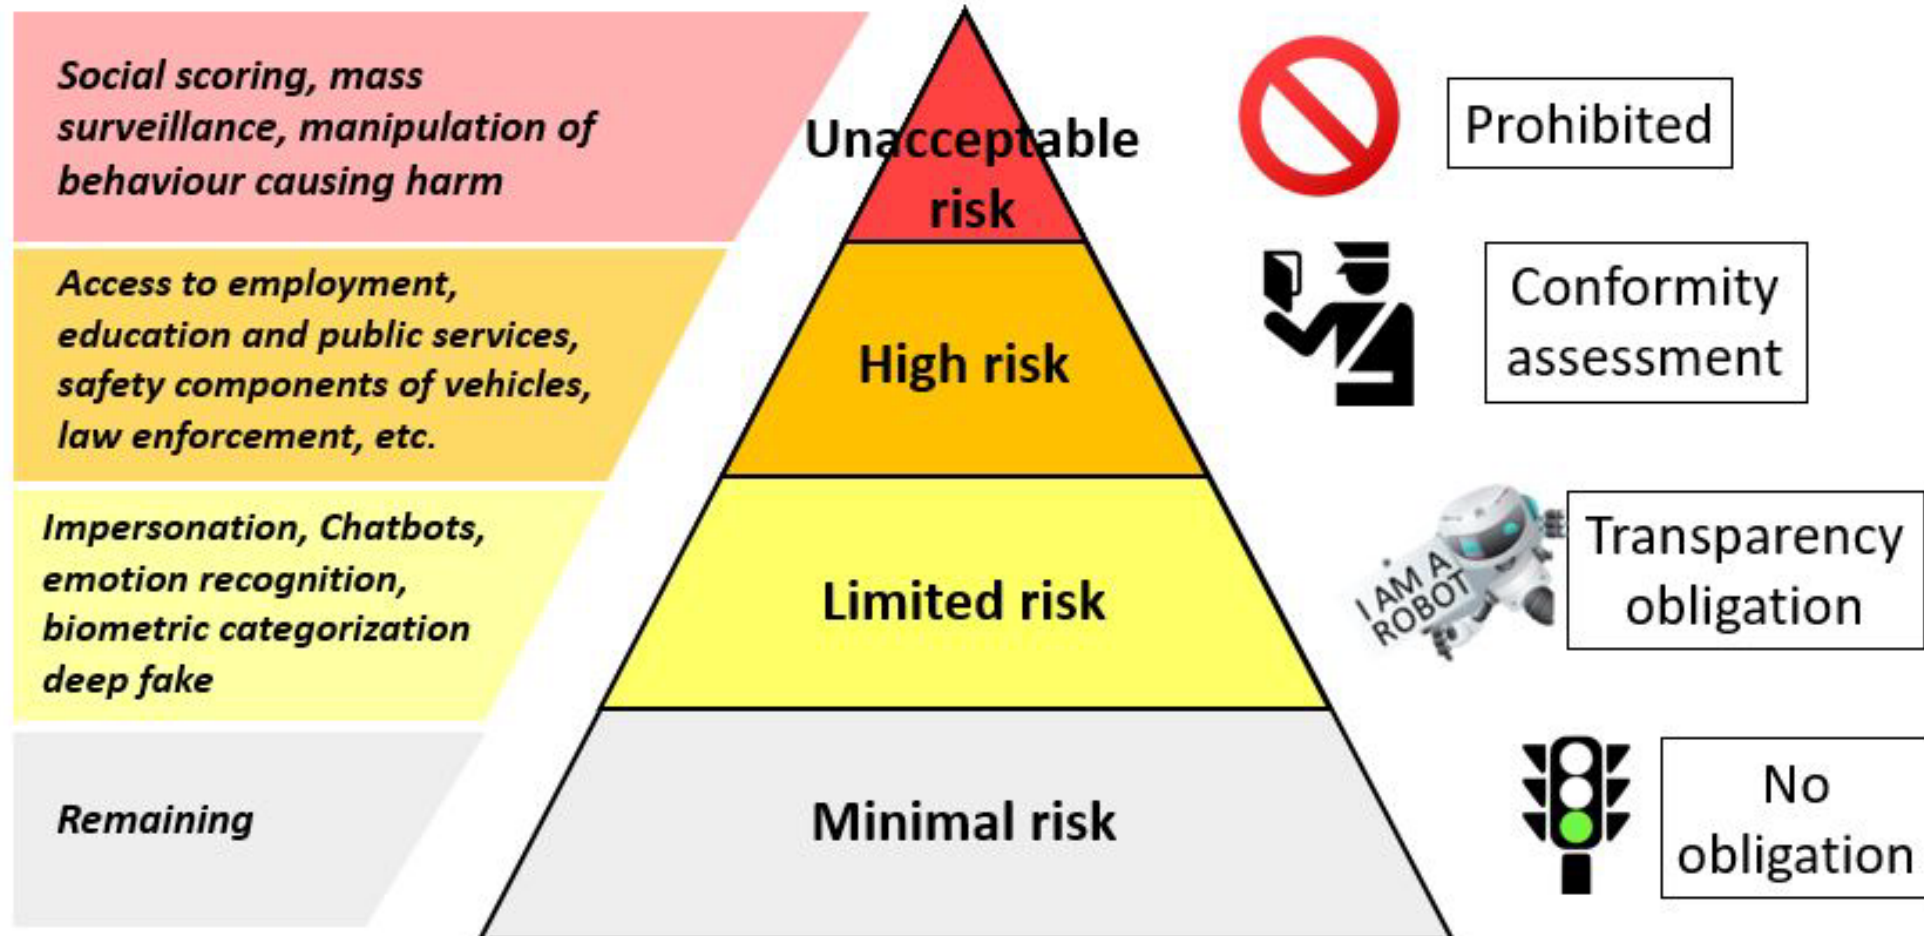 Social scoring, mass
surveillance, manipulation of
behaviour causing harm
Unacceptable
risk
Prohibited
Access to employment,
education and public services,
safety components of vehicles,
law enforcement, etc.
High risk
Conformity
assessment
Impersonation, Chatbots,
emotion recognition,
biometric categorization
deep fake
Limited risk
I AM A
ROBOT
Transparency
obligation
Remaining
Minimal risk
No
obligation